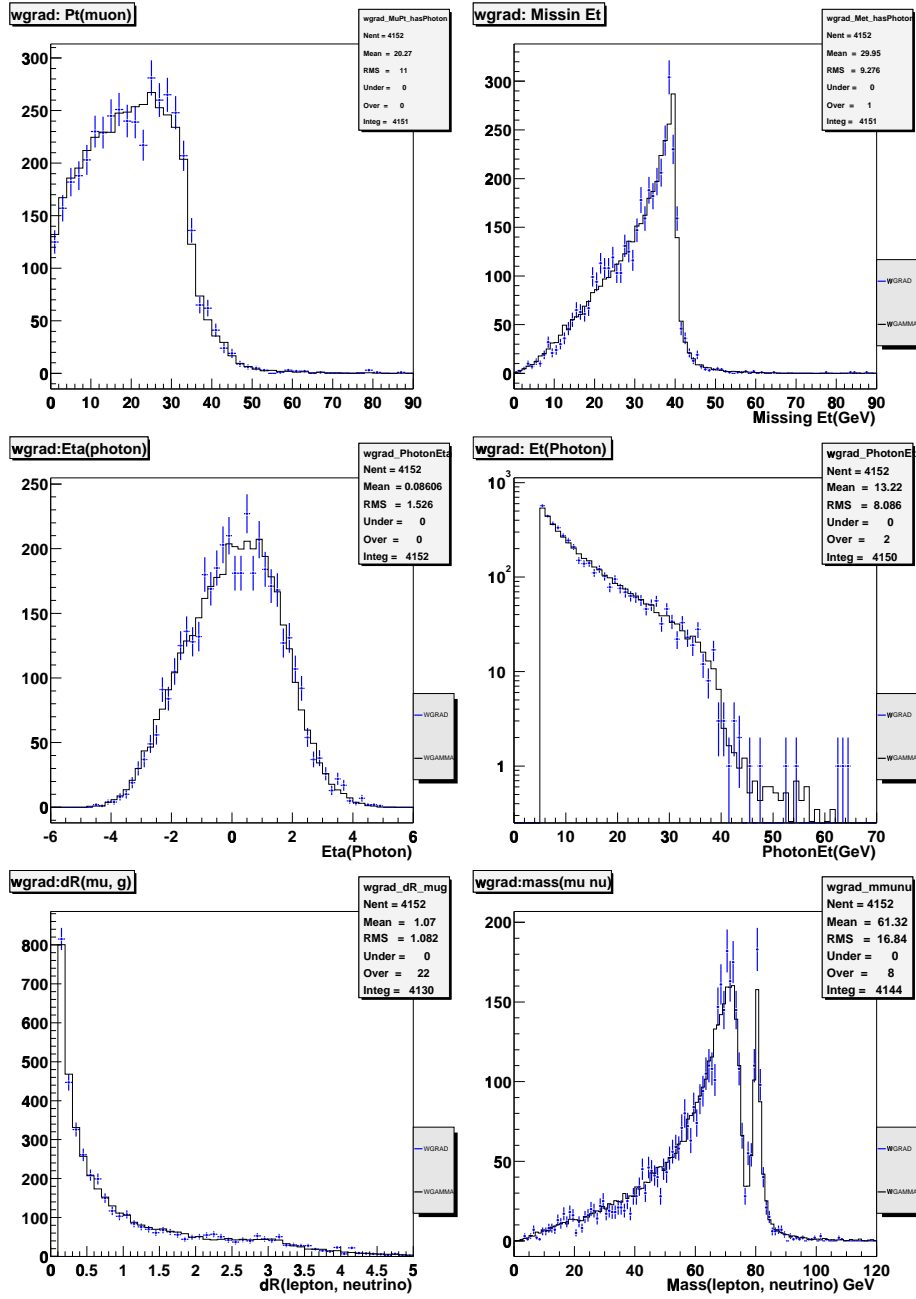 wgrad: Pt(muon)
wgrad_MuPt_hasPhoton
Nent = 4152
Mean = 20.27
RMS = 11
Under = 0
Over = 0
Integ = 4151
300
250
200
150
100
50
0
0 10 20 30 40 50 60 70 80 90
wgrad: Missin Et
wgrad_Met_hasPhoton
Nent = 4152
Mean = 29.95
RMS = 9.276
Under = 0
Over = 1
Integ = 4151
300
250
200
150
100
50
0
0 10 20 30 40 50 60 70 80 90
Missing Et(GeV)
WGRAD
WGAMMA
wgrad:Eta(photon)
wgrad_PhotonEta
Nent = 4152
Mean = 0.08606
RMS = 1.526
Under = 0
Over = 0
Integ = 4152
250
200
150
100
50
0
-6 -4 -2 0 2 4 6
Eta(Photon)
WGRAD
WGAMMA
wgrad: Et(Photon)
wgrad_PhotonEt
Nent = 4152
Mean = 13.22
RMS = 8.086
Under = 0
Over = 2
Integ = 4150
10^3
10^2
10
1
0 10 20 30 40 50 60 70
PhotonEt(GeV)
WGRAD
WGAMMA
wgrad:dR(mu, g)
wgrad_dR_mug
Nent = 4152
Mean = 1.07
RMS = 1.082
Under = 0
Over = 22
Integ = 4130
800
700
600
500
400
300
200
100
0
0 0.5 1 1.5 2 2.5 3 3.5 4 4.5 5
dR(lepton, neutrino)
WGRAD
WGAMMA
wgrad:mass(mu nu)
wgrad_mmunu
Nent = 4152
Mean = 61.32
RMS = 16.84
Under = 0
Over = 8
Integ = 4144
200
150
100
50
0
0 20 40 60 80 100 120
Mass(lepton, neutrino) GeV
WGRAD
WGAMMA